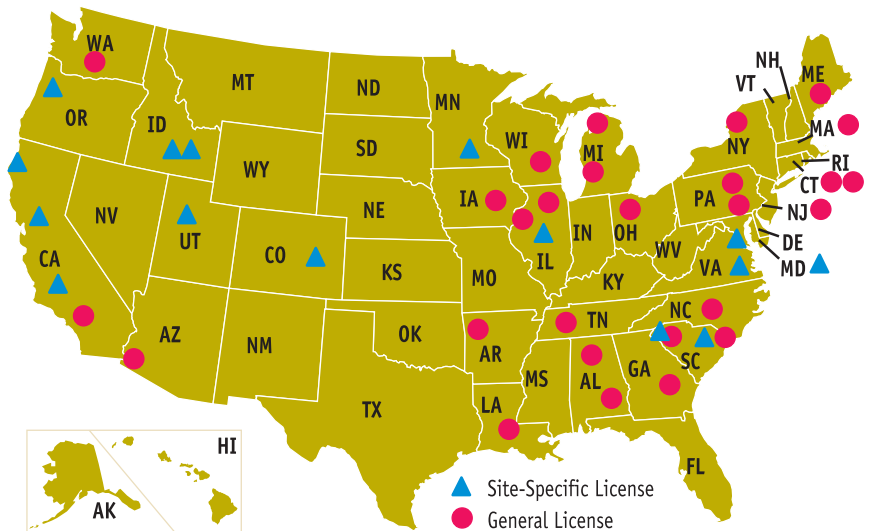 WA
MT
ND
MN
VT
NH
ME
OR
ID
SD
WI
MI
NY
MA
WY
IA
PA
RI
CT
NV
UT
NE
NJ
CO
IL
IN
OH
WV
DE
CA
KS
MO
KY
VA
MD
AZ
NM
OK
AR
TN
NC
TX
LA
MS
AL
GA
SC
HI
AK
FL
Site-Specific License
General License